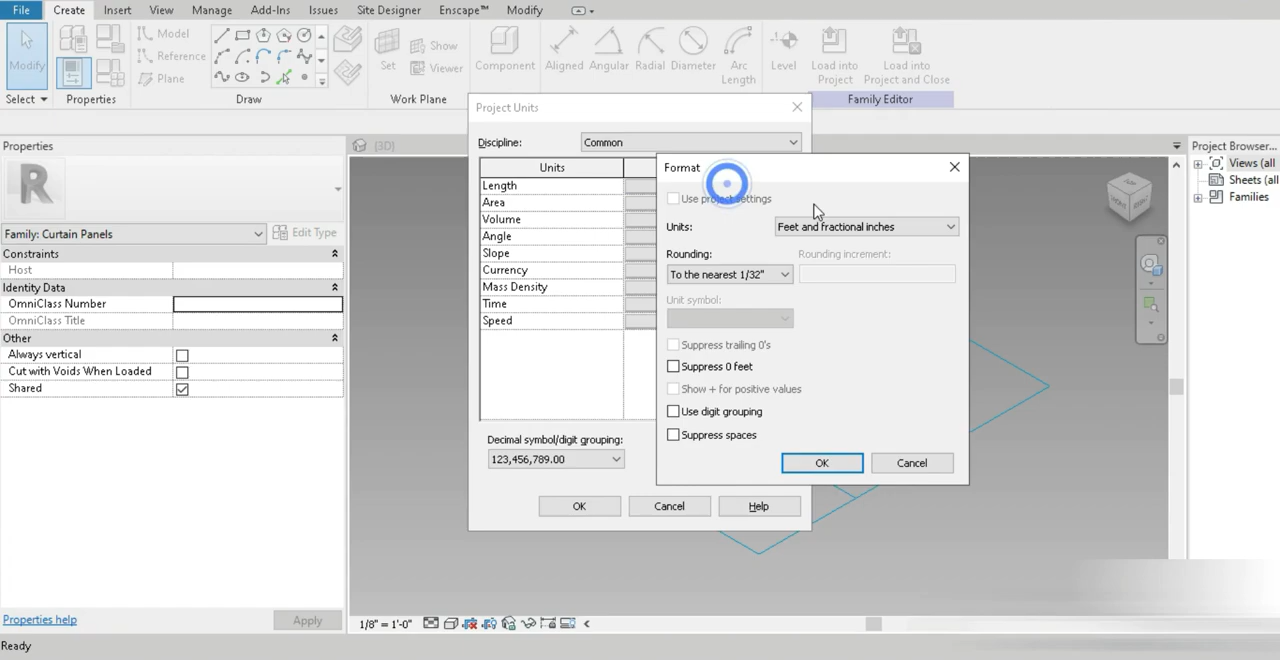 File Create Insert View Manage Add-Ins Issues Site Designer Enscape™ Modify
Modify
Select
Properties
Model
Reference
Plane
Draw
Set
Show
Viewer
Work Plane
Component
Aligned Angular Radial Diameter Arc Length
Level
Load into Project
Load into Project and Close
Family Editor
Properties
R
Family: Curtain Panels
Edit Type
Constraints
Host
Identity Data
OmniClass Number
OmniClass Title
Other
Always vertical
Cut with Voids When Loaded
Shared
Properties help
Apply
Ready
(3D)
1/8" = 1'-0"
Project Units
Discipline: Common
Units
Length
Area
Volume
Angle
Slope
Currency
Mass Density
Time
Speed
Decimal symbol/digit grouping:
123,456,789.00
OK Cancel Help
Format
Use project settings
Units: Feet and fractional inches
Rounding: Rounding increment:
To the nearest 1/32"
Unit symbol:
Suppress trailing 0's
Suppress 0 feet
Show + for positive values
Use digit grouping
Suppress spaces
OK Cancel
Project Browser...
Views (all
Sheets (all
Families